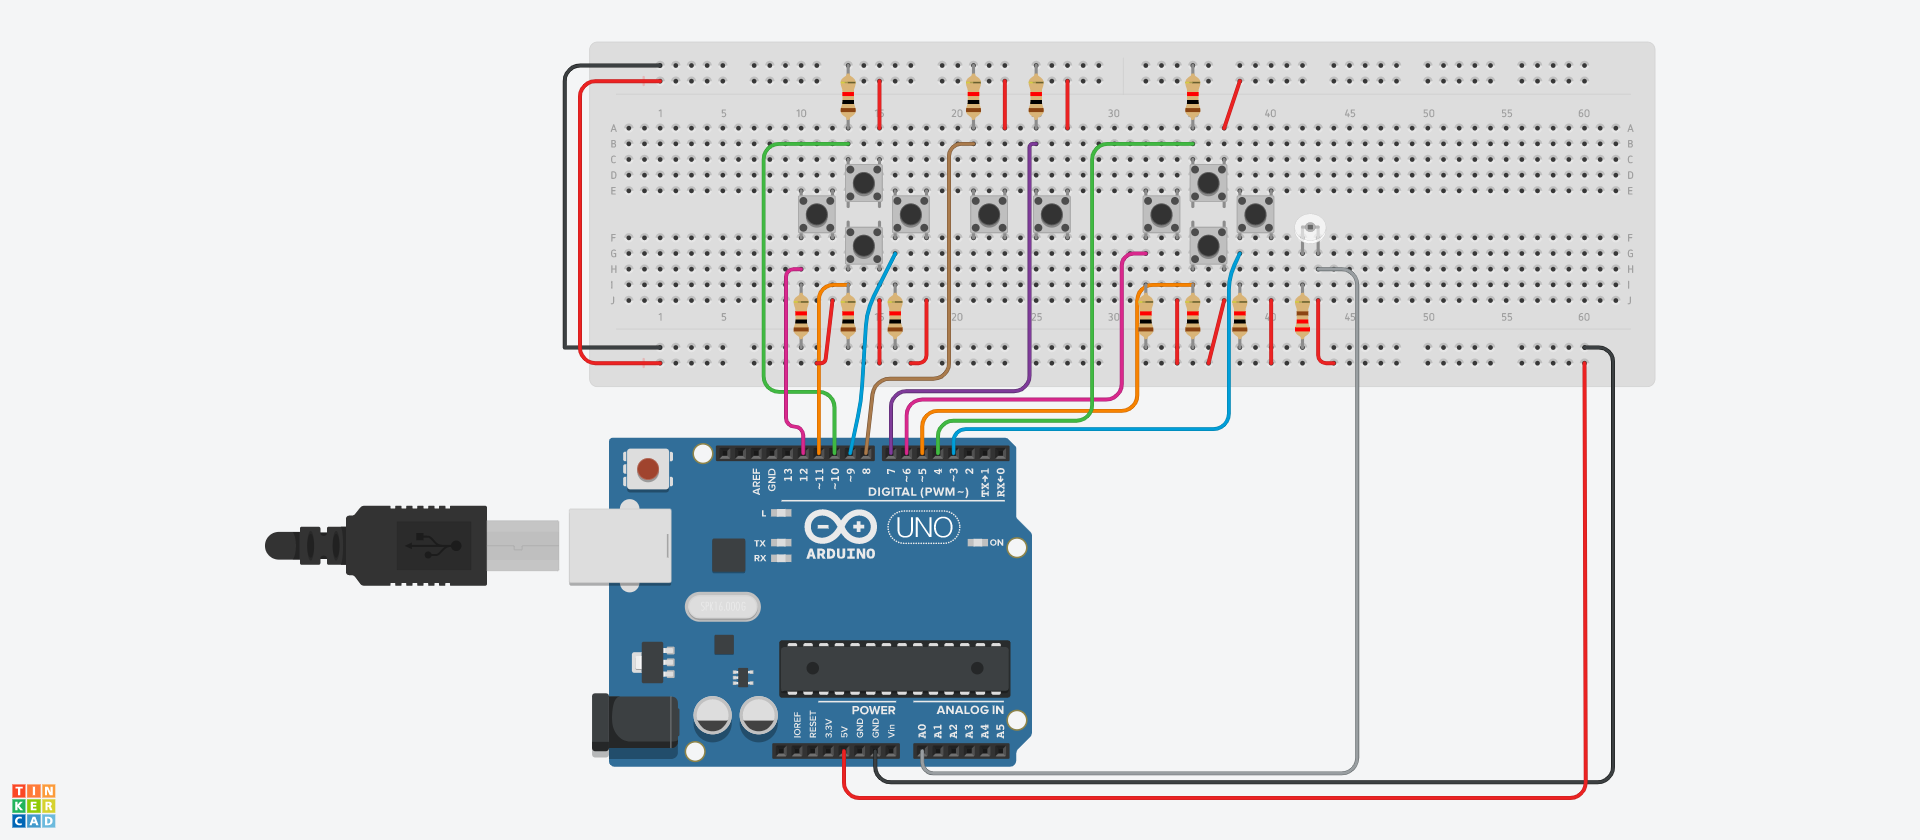 1 5 10 15 20 25 30 40 45 50 55 60
A A
B B
C C
D D
E E
F F
G G
H H
I I
J J
1 5 15 20 25 30 40 45 50 55 60
AREF
GND
13
12
~11
~10
~9
8
7
~6
~5
4
~3
2
TX→1
RX←0
DIGITAL (PWM~)
L
TX
RX
ARDUINO
UNO
ON
POWER
ANALOG IN
IOREF
RESET
3.3V
5V
GND
GND
Vin
A0
A1
A2
A3
A4
A5
TIN
KER
CAD